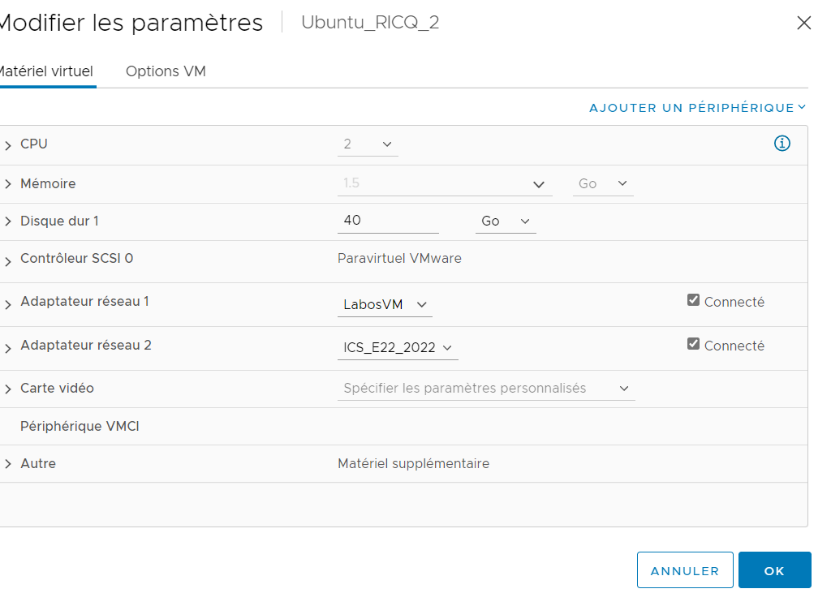 Modifier les paramètres | Ubuntu_RICQ_2
Matériel virtuel Options VM
AJOUTER UN PÉRIPHÉRIQUE
CPU 2
Mémoire 1.5 Go
Disque dur 1 40 Go
Contrôleur SCSI 0 Paravirtuel VMware
Adaptateur réseau 1 LabosVM Connecté
Adaptateur réseau 2 ICS_E22_2022 Connecté
Carte vidéo Spécifier les paramètres personnalisés
Périphérique VMCI
Autre Matériel supplémentaire
ANNULER OK